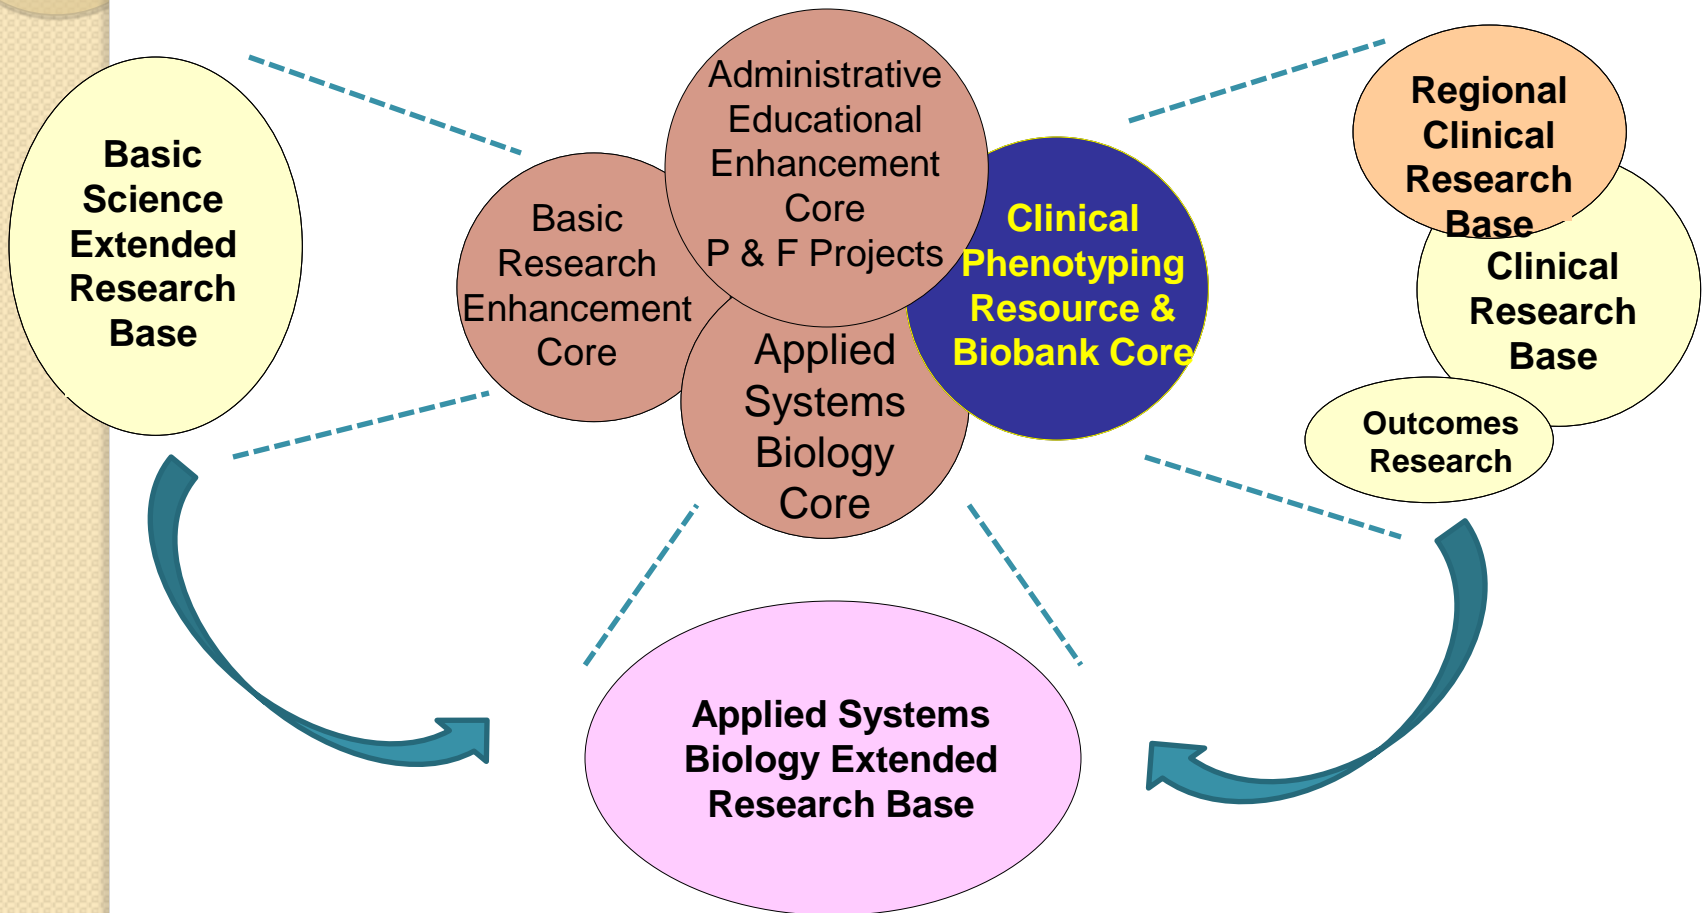 Basic
Science
Extended
Research
Base
Basic
Research
Enhancement
Core
Administrative
Educational
Enhancement
Core
P & F Projects
Applied
Systems
Biology
Core
Clinical
Phenotyping
Resource &
Biobank Core
Regional
Clinical
Research
Base
Clinical
Research
Base
Outcomes
Research
Applied Systems
Biology Extended
Research Base